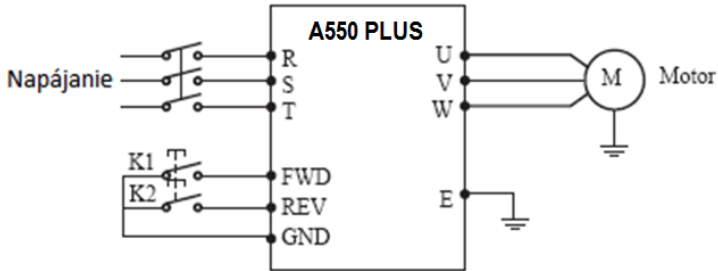 A550 PLUS
R
U
Napájanie
S
V
M
Motor
T
W
K1
FWD
K2
REV
E
GND